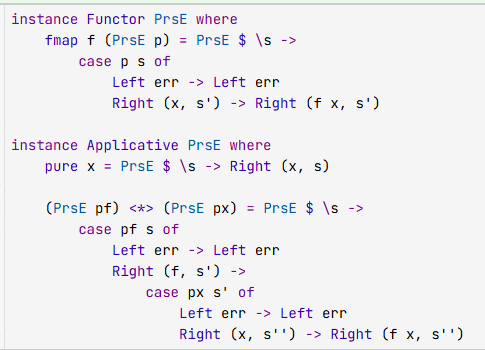 instance Functor PrsE where
    fmap f (PrsE p) = PrsE $ \s ->
        case p s of
            Left err -> Left err
            Right (x, s') -> Right (f x, s')

instance Applicative PrsE where
    pure x = PrsE $ \s -> Right (x, s)

    (PrsE pf) <*> (PrsE px) = PrsE $ \s ->
        case pf s of
            Left err -> Left err
            Right (f, s') ->
                case px s' of
                    Left err -> Left err
                    Right (x, s'') -> Right (f x, s'')